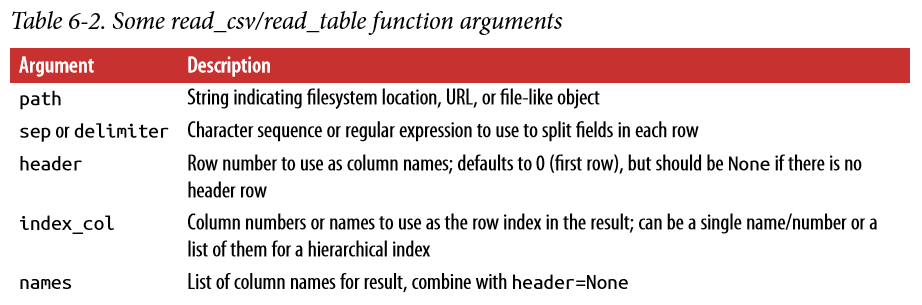 Table 6-2. Some read_csv/read_table function arguments
Argument Description
path String indicating filesystem location, URL, or file-like object
sep or delimiter Character sequence or regular expression to use to split fields in each row
header Row number to use as column names; defaults to 0 (first row), but should be None if there is no
header row
index_col Column numbers or names to use as the row index in the result; can be a single name/number or a
list of them for a hierarchical index
names List of column names for result, combine with header=None